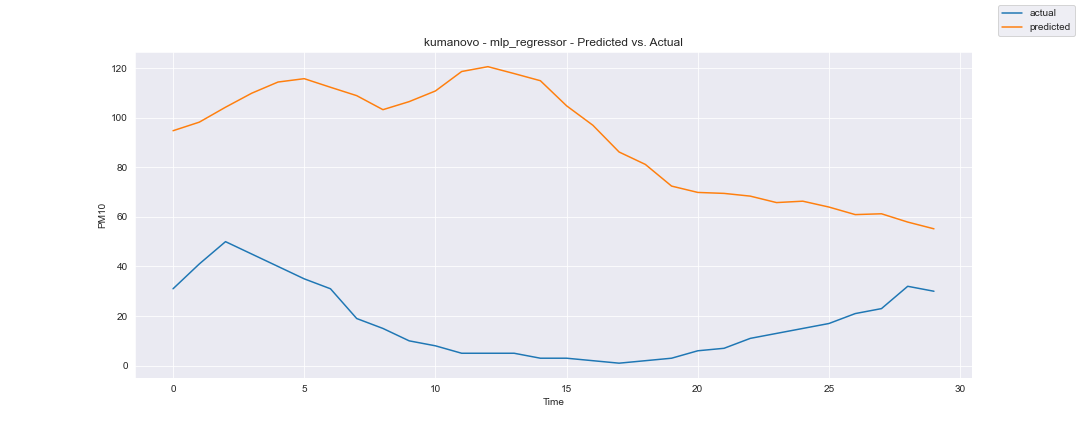 actual
predicted
kumanovo - mlp_regressor - Predicted vs. Actual
PM10
120
100
80
60
40
20
0
0 5 10 15 20 25 30
Time